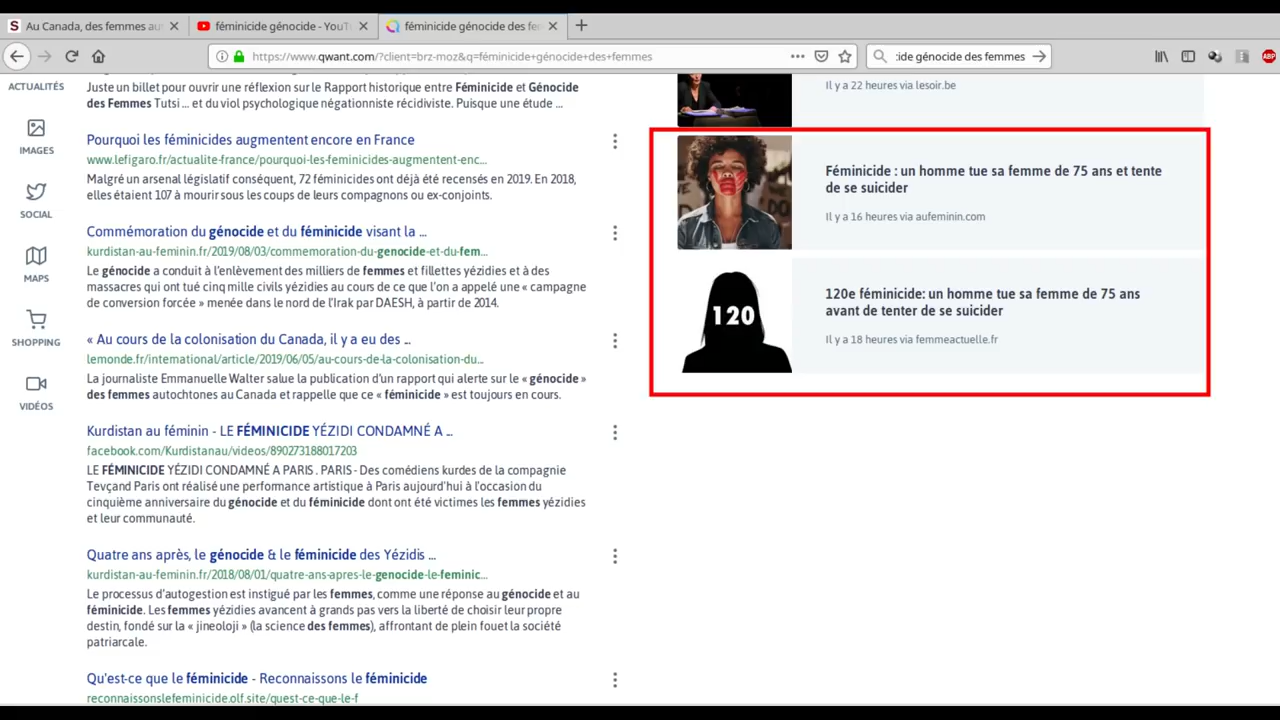 Au Canada, des femmes au
féminicide génocide - YouT
féminicide génocide des fe
https://www.qwant.com/?client=brz-moz&q=féminicide+génocide+des+femmes
:ide génocide des femmes
ABP
ACTUALITÉS
IMAGES
SOCIAL
MAPS
SHOPPING
VIDÉOS
Juste un billet pour ouvrir une réflexion sur le Rapport historique entre Féminicide et Génocide
des Femmes Tutsi ... et du viol psychologique négationniste récidiviste. Puisque une étude ...
Pourquoi les féminicides augmentent encore en France
www.lefigaro.fr/actualite-france/pourquoi-les-feminicides-augmentent-enc...
Malgré un arsenal législatif conséquent, 72 féminicides ont déjà été recensés en 2019. En 2018,
elles étaient 107 à mourir sous les coups de leurs compagnons ou ex-conjoints.
Commémoration du génocide et du féminicide visant la ...
kurdistan-au-feminin.fr/2019/08/03/commemoration-du-genocide-et-du-fem...
Le génocide a conduit à l'enlèvement des milliers de femmes et fillettes yézidies et à des
massacres qui ont tué cinq mille civils yézidies au cours de ce que l'on a appelé une « campagne
de conversion forcée » menée dans le nord de l'Irak par DAESH, à partir de 2014.
« Au cours de la colonisation du Canada, il y a eu des ...
lemonde.fr/international/article/2019/06/05/au-cours-de-la-colonisation-du...
La journaliste Emmanuelle Walter salue la publication d'un rapport qui alerte sur le « génocide »
des femmes autochtones au Canada et rappelle que ce « féminicide » est toujours en cours.
Kurdistan au féminin - LE FÉMINICIDE YÉZIDI CONDAMNÉ A ...
facebook.com/Kurdistanau/videos/890273188017203
LE FÉMINICIDE YÉZIDI CONDAMNÉ A PARIS . PARIS - Des comédiens kurdes de la compagnie
Tevçand Paris ont réalisé une performance artistique à Paris aujourd'hui à l'occasion du
cinquième anniversaire du génocide et du féminicide dont ont été victimes les femmes yézidies
et leur communauté.
Quatre ans après, le génocide & le féminicide des Yézidis ...
kurdistan-au-feminin.fr/2018/08/01/quatre-ans-apres-le-genocide-le-feminic...
Le processus d'autogestion est instigué par les femmes, comme une réponse au génocide et au
féminicide. Les femmes yézidies avancent à grands pas vers la liberté de choisir leur propre
destin, fondé sur la « jineoloji » (la science des femmes), affrontant de plein fouet la société
patriarcale.
Qu'est-ce que le féminicide - Reconnaissons le féminicide
reconnaissonslefeminicide.olf.site/quest-ce-que-le-f
Il y a 22 heures via lesoir.be
Féminicide : un homme tue sa femme de 75 ans et tente
de se suicider
Il y a 16 heures via aufeminin.com
120
120e féminicide: un homme tue sa femme de 75 ans
avant de tenter de se suicider
Il y a 18 heures via femmeactuelle.fr